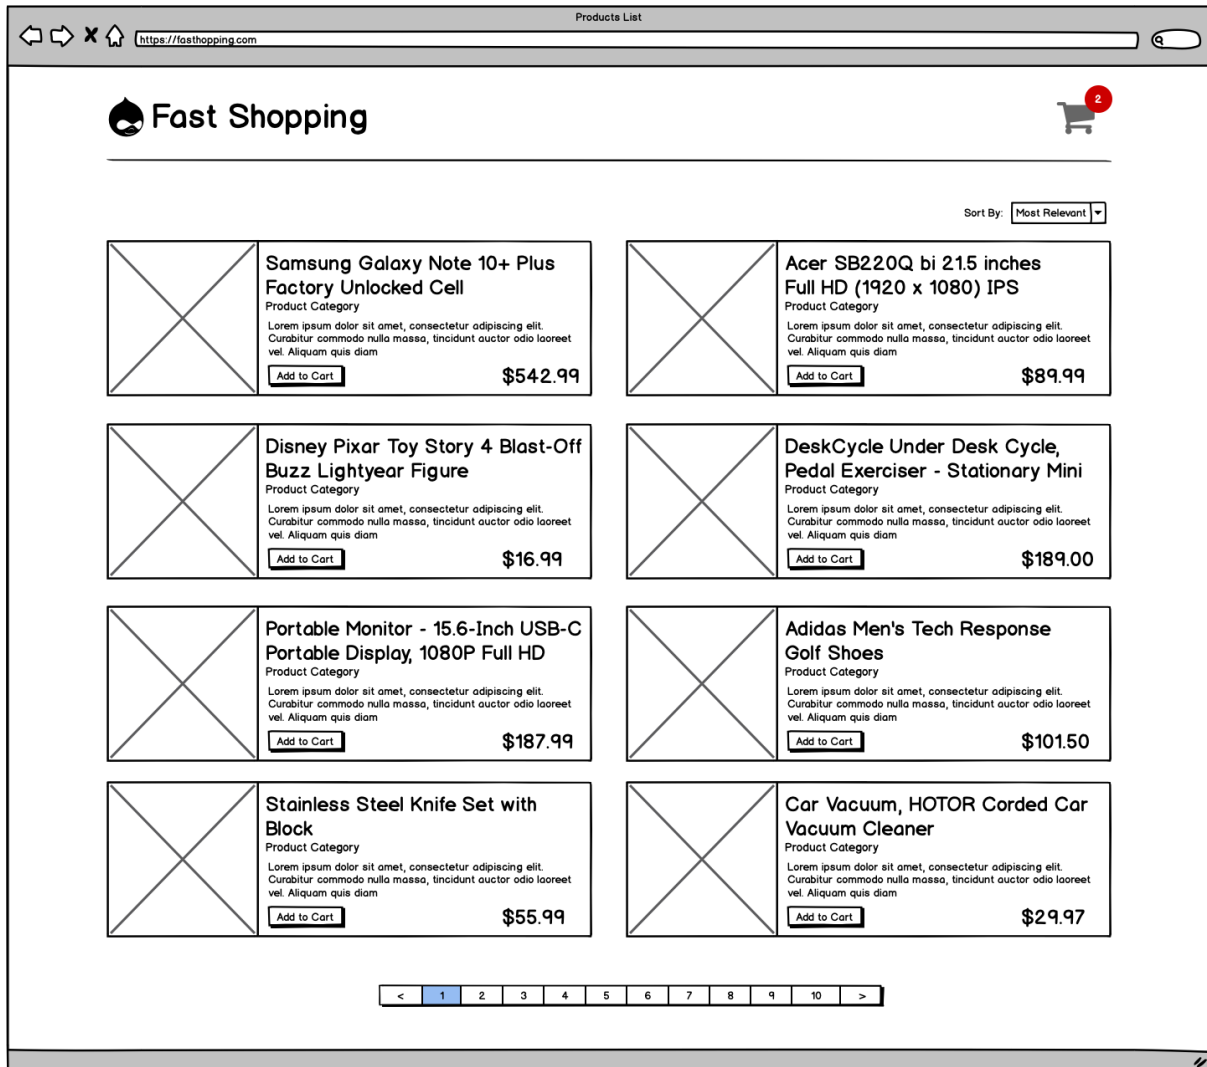 Products List
https://fasthopping.com
Fast Shopping
2
Sort By: Most Relevant
Samsung Galaxy Note 10+ Plus
Factory Unlocked Cell
Product Category
Lorem ipsum dolor sit amet, consectetur adipiscing elit.
Curabitur commodo nulla massa, tincidunt auctor odio laoreet
vel. Aliquam quis diam
Add to Cart
$542.99
Acer SB220Q bi 21.5 inches
Full HD (1920 x 1080) IPS
Product Category
Lorem ipsum dolor sit amet, consectetur adipiscing elit.
Curabitur commodo nulla massa, tincidunt auctor odio laoreet
vel. Aliquam quis diam
Add to Cart
$89.99
Disney Pixar Toy Story 4 Blast-Off
Buzz Lightyear Figure
Product Category
Lorem ipsum dolor sit amet, consectetur adipiscing elit.
Curabitur commodo nulla massa, tincidunt auctor odio laoreet
vel. Aliquam quis diam
Add to Cart
$16.99
DeskCycle Under Desk Cycle,
Pedal Exerciser - Stationary Mini
Product Category
Lorem ipsum dolor sit amet, consectetur adipiscing elit.
Curabitur commodo nulla massa, tincidunt auctor odio laoreet
vel. Aliquam quis diam
Add to Cart
$189.00
Portable Monitor - 15.6-Inch USB-C
Portable Display, 1080P Full HD
Product Category
Lorem ipsum dolor sit amet, consectetur adipiscing elit.
Curabitur commodo nulla massa, tincidunt auctor odio laoreet
vel. Aliquam quis diam
Add to Cart
$187.99
Adidas Men's Tech Response
Golf Shoes
Product Category
Lorem ipsum dolor sit amet, consectetur adipiscing elit.
Curabitur commodo nulla massa, tincidunt auctor odio laoreet
vel. Aliquam quis diam
Add to Cart
$101.50
Stainless Steel Knife Set with
Block
Product Category
Lorem ipsum dolor sit amet, consectetur adipiscing elit.
Curabitur commodo nulla massa, tincidunt auctor odio laoreet
vel. Aliquam quis diam
Add to Cart
$55.99
Car Vacuum, HOTOR Corded Car
Vacuum Cleaner
Product Category
Lorem ipsum dolor sit amet, consectetur adipiscing elit.
Curabitur commodo nulla massa, tincidunt auctor odio laoreet
vel. Aliquam quis diam
Add to Cart
$29.97
< 1 2 3 4 5 6 7 8 9 10 >